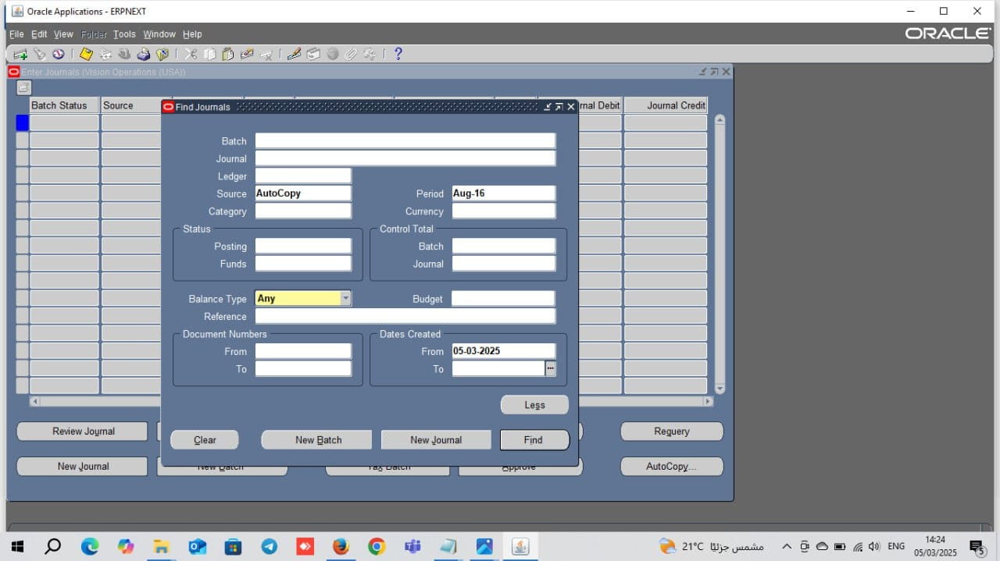 Oracle Applications - ERPNEXT
File Edit View Folder Tools Window Help
ORACLE
Enter Journals (Vision Operations (USA))
Batch Status Source rnal Debit Journal Credit
Find Journals
Batch
Journal
Ledger
Source AutoCopy Period Aug-16
Category Currency
Status Control Total
Posting Batch
Funds Journal
Balance Type Any Budget
Reference
Document Numbers Dates Created
From From 05-03-2025
To To ...
Less
Review Journal Clear New Batch New Journal Find Reguery
New Journal New Batch Tax Batch Approve AutoCopy...
21°C مشمس جزئيًا ENG 14:24
05/03/2025 5